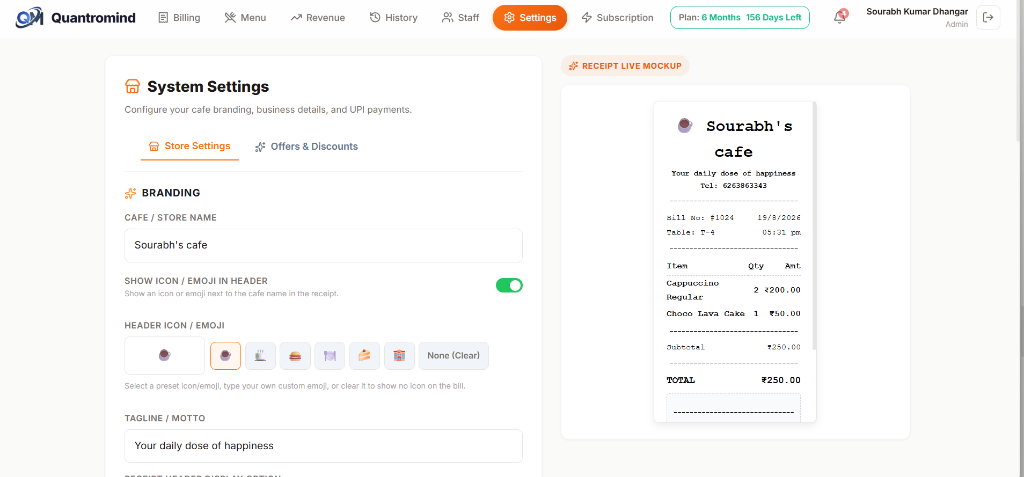 QM Quantromind Billing Menu Revenue History Staff Settings Subscription Plan: 6 Months 156 Days Left Sourabh Kumar Dhangar
Admin
System Settings
Configure your cafe branding, business details, and UPI payments.
Store Settings Offers & Discounts
BRANDING
CAFE / STORE NAME
Sourabh's cafe
SHOW ICON / EMOJI IN HEADER
Show an icon or emoji next to the cafe name in the receipt.
HEADER ICON / EMOJI
None (Clear)
Select a preset icon/emoji, type your own custom emoji, or clear it to show no icon on the bill.
TAGLINE / MOTTO
Your daily dose of happiness
RECEIPT LIVE MOCKUP
Sourabh's
cafe
Your daily dose of happiness
Tel: 6263863343
Bill No: #1024 19/8/2026
Table: T-4 05:31 pm
Item Qty Amt
Cappuccino
Regular 2 ₹200.00
Choco Lava Cake 1 ₹50.00
Subtotal ₹250.00
TOTAL ₹250.00